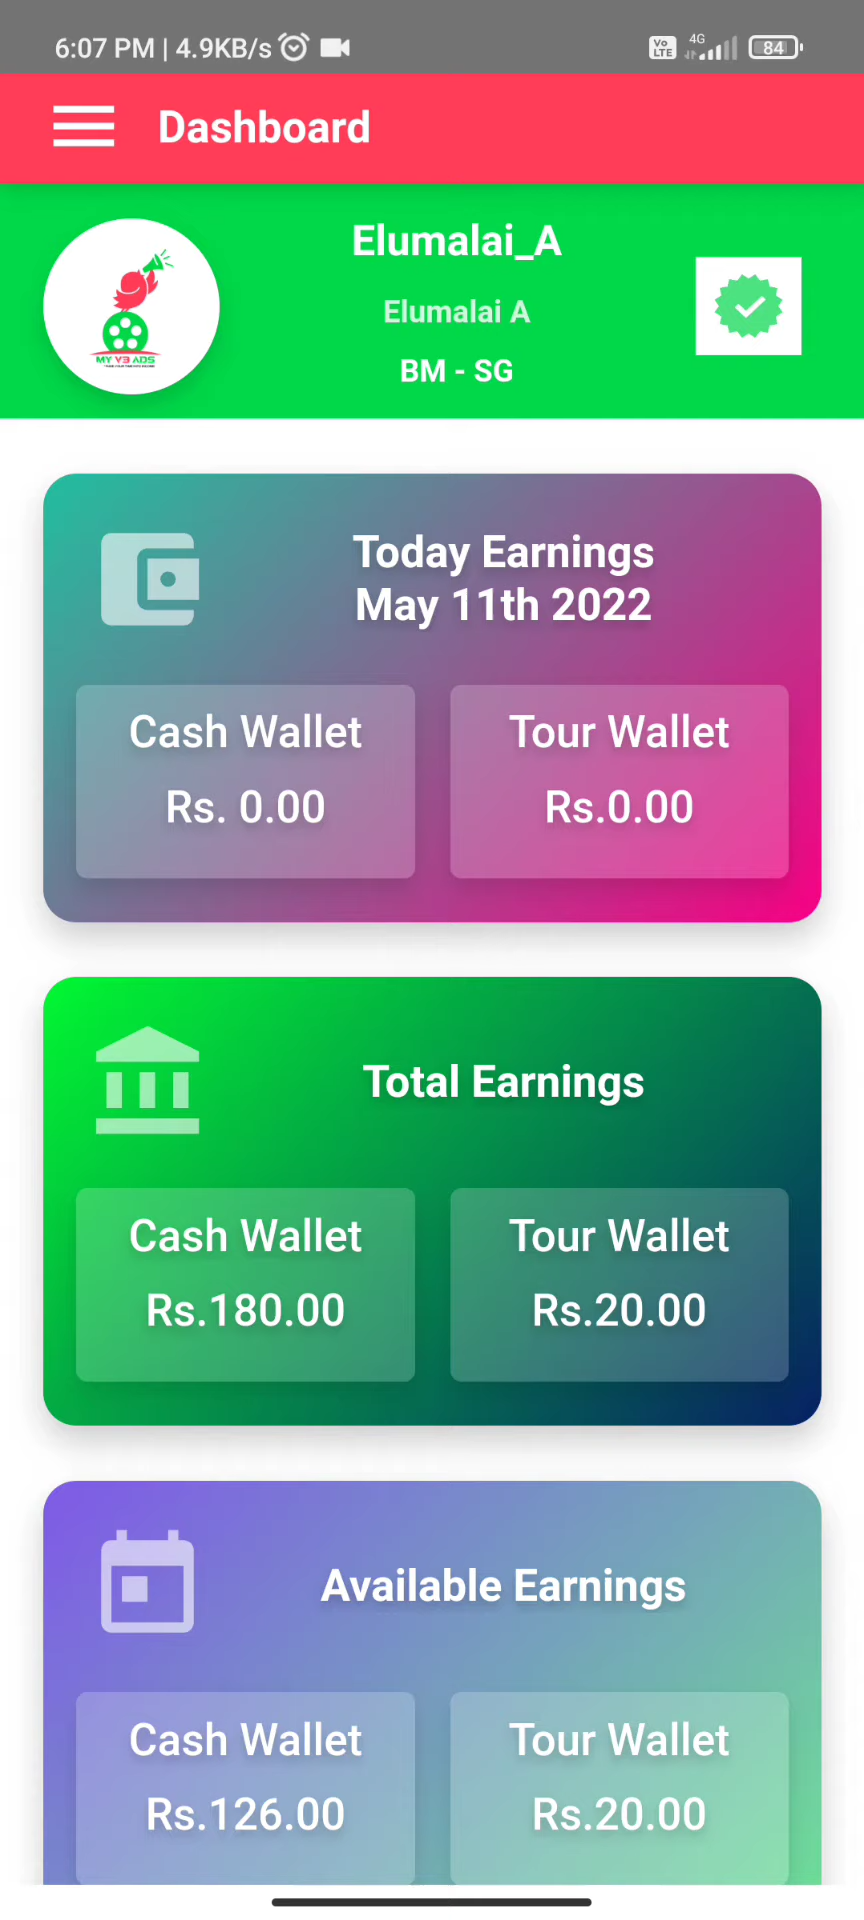 6:07 PM | 4.9KB/s
Vo LTE
4G
84
Dashboard
Elumalai_A
Elumalai A
BM - SG
MY V3 ADS
Today Earnings
May 11th 2022
Cash Wallet
Rs. 0.00
Tour Wallet
Rs.0.00
Total Earnings
Cash Wallet
Rs.180.00
Tour Wallet
Rs.20.00
Available Earnings
Cash Wallet
Rs.126.00
Tour Wallet
Rs.20.00